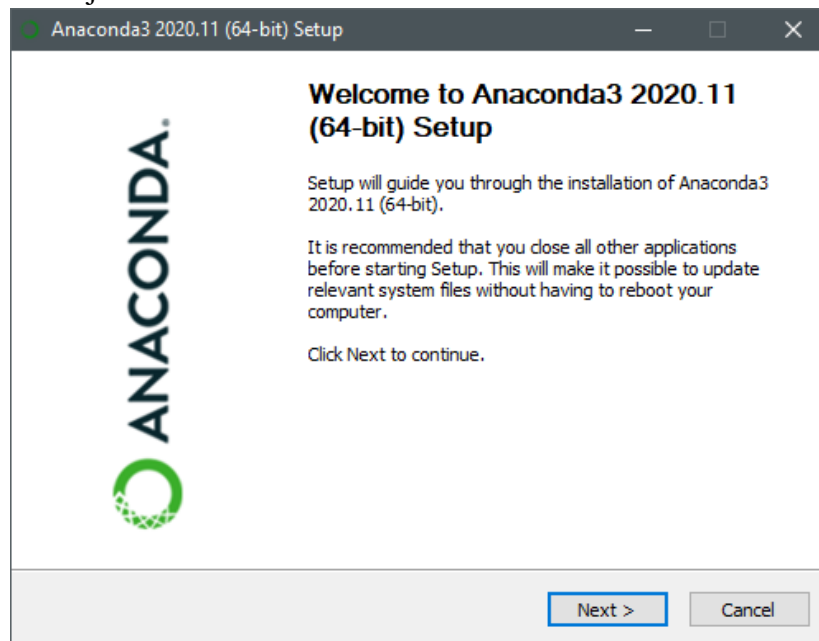 Anaconda3 2020.11 (64-bit) Setup
ANACONDA.
Welcome to Anaconda3 2020.11
(64-bit) Setup
Setup will guide you through the installation of Anaconda3
2020.11 (64-bit).
It is recommended that you close all other applications
before starting Setup. This will make it possible to update
relevant system files without having to reboot your
computer.
Click Next to continue.
Next >
Cancel